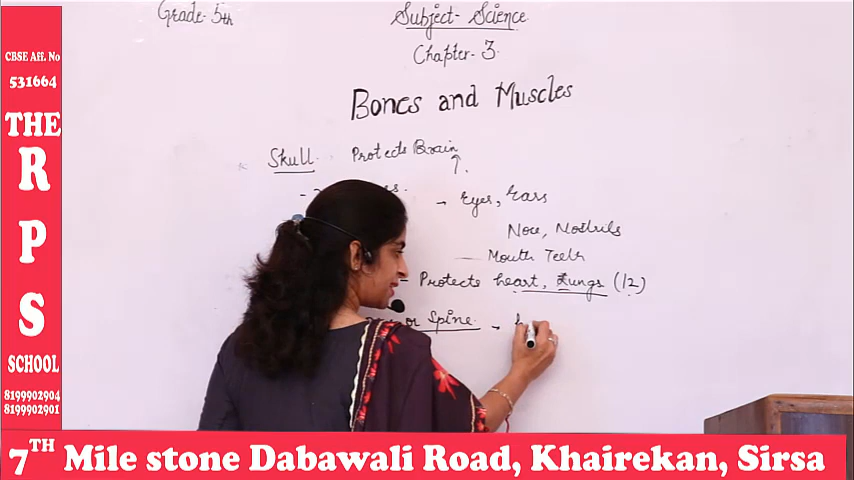 Grade-5th
Subject- Science
Chapter-3
Bones and Muscles
Skull Protects Brain
→ Eyes, Ears
Nose, Nostrils
Mouth Teeth
= Protects heart, Lungs (12)
or Spine →
CBSE Aff. No
531664
THE
R
P
S
SCHOOL
8199902904
8199902901
7TH Mile stone Dabawali Road, Khairekan, Sirsa